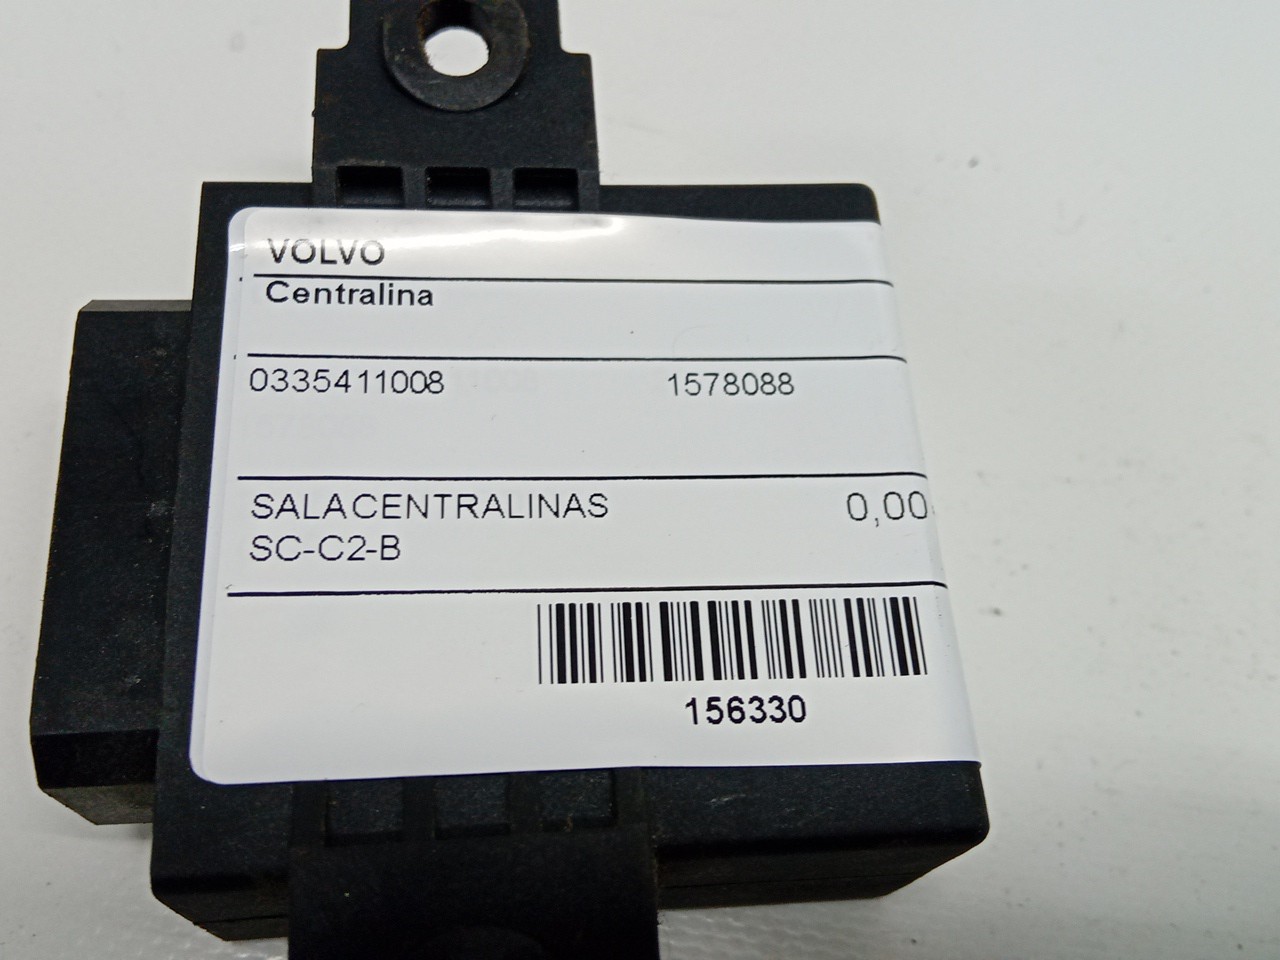 VOLVO
Centralina
0335411008 1578088
SALACENTRALINAS 0,00
SC-C2-B
156330